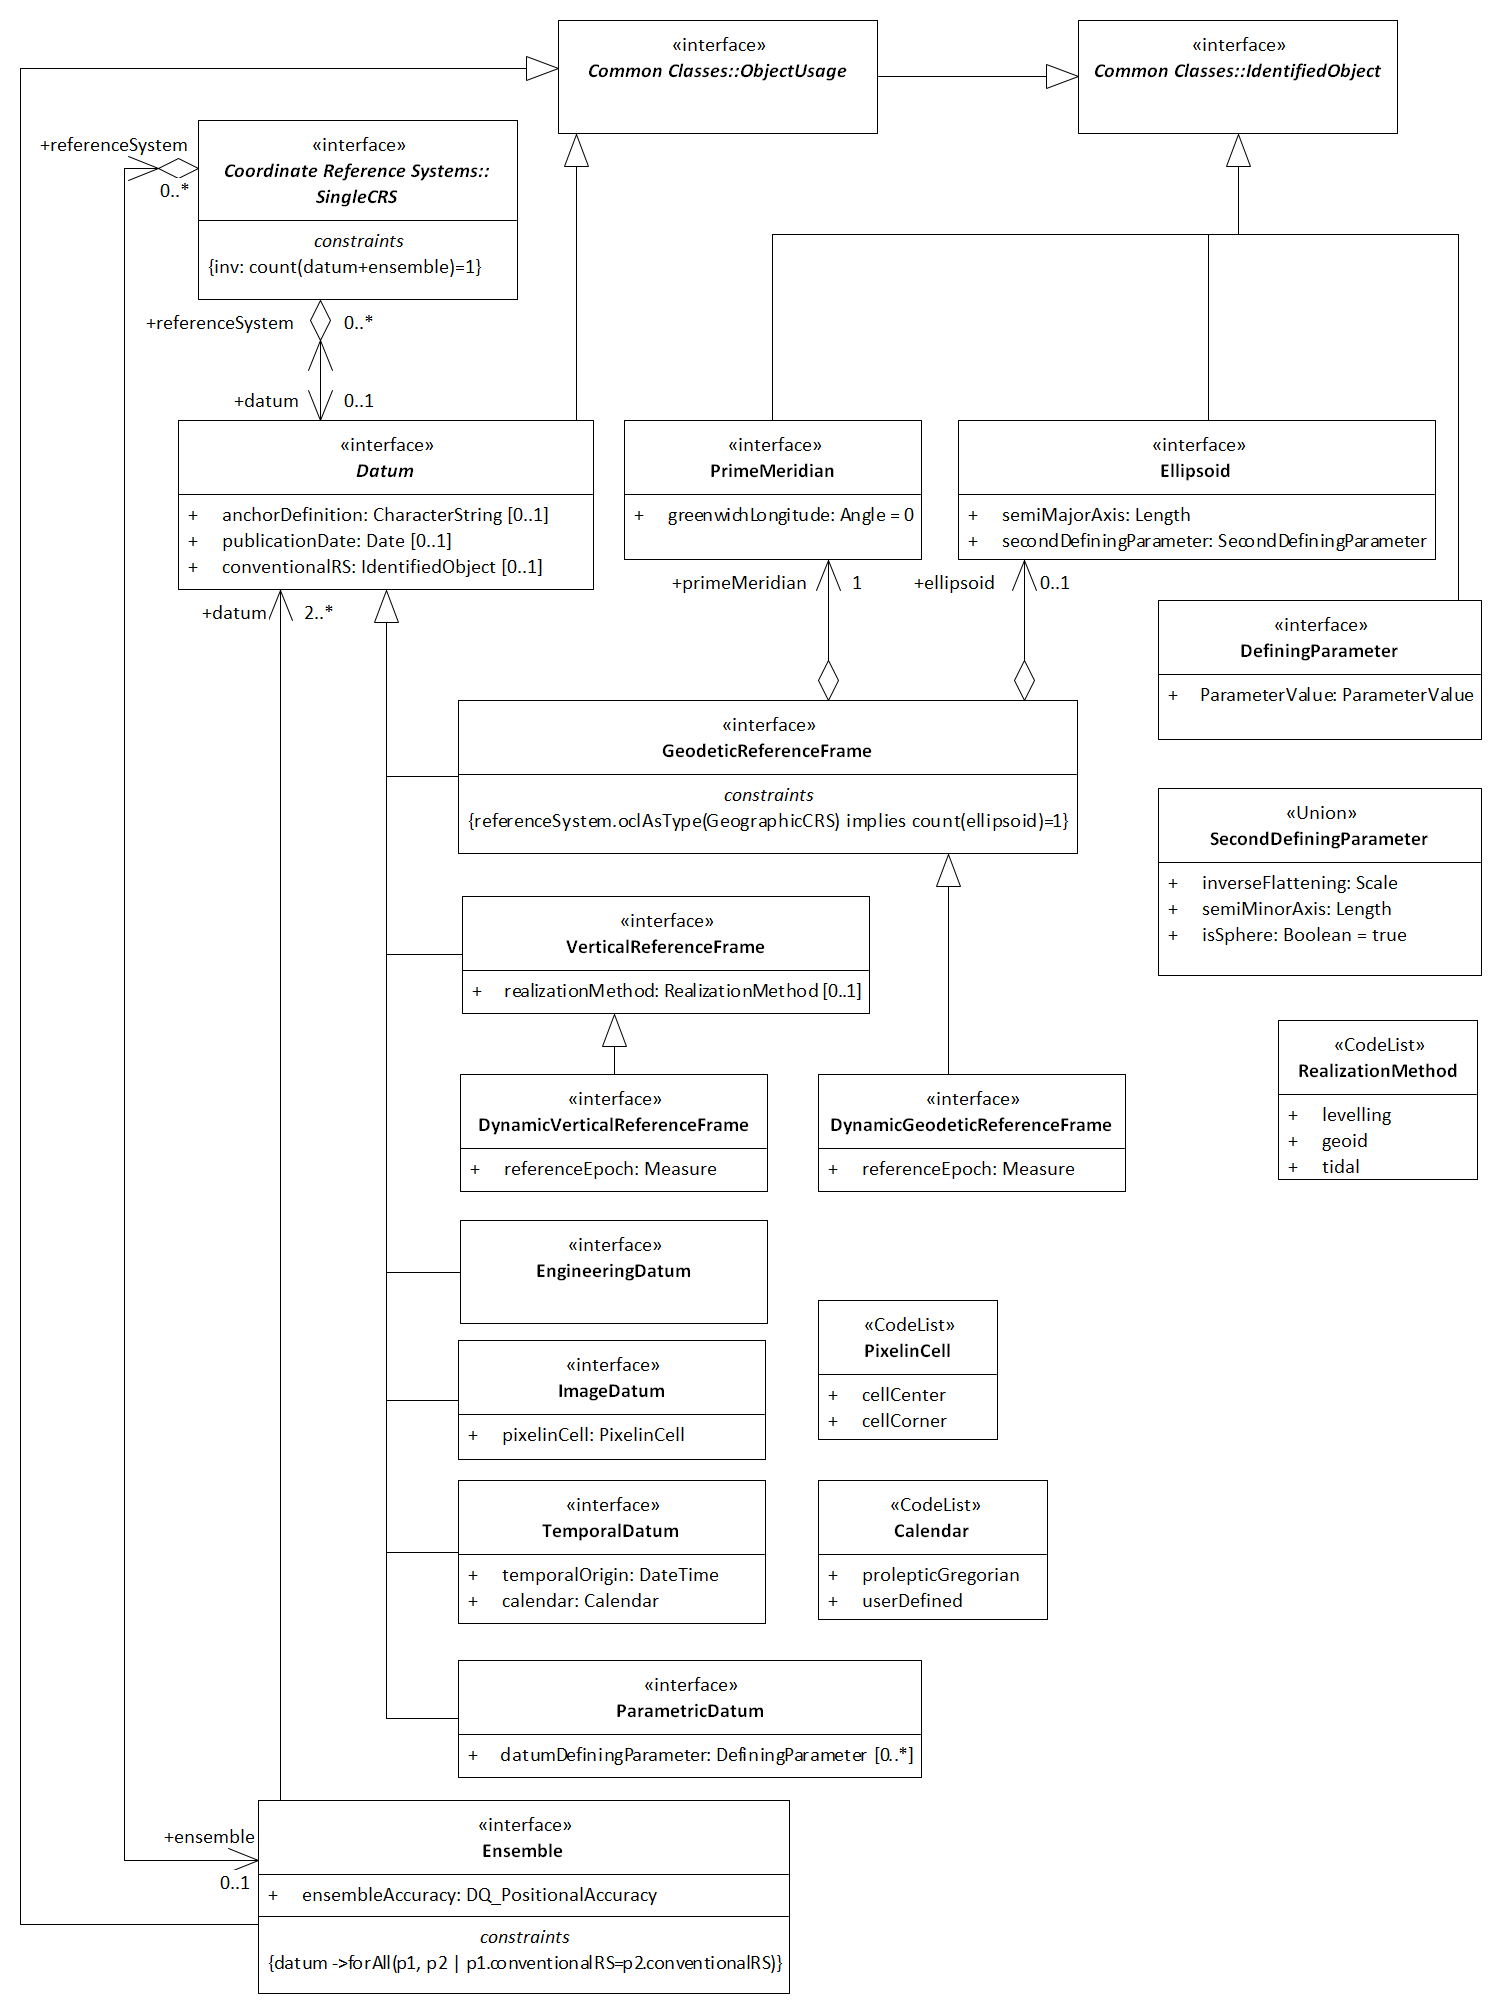 «interface»
Common Classes::ObjectUsage
«interface»
Common Classes::IdentifiedObject
+referenceSystem
0..*
«interface»
Coordinate Reference Systems::
SingleCRS
constraints
{inv: count(datum+ensemble)=1}
+referenceSystem
0..*
+datum
0..1
«interface»
Datum
+ anchorDefinition: CharacterString [0..1]
+ publicationDate: Date [0..1]
+ conventionalRS: IdentifiedObject [0..1]
«interface»
PrimeMeridian
+ greenwichLongitude: Angle = 0
«interface»
Ellipsoid
+ semiMajorAxis: Length
+ secondDefiningParameter: SecondDefiningParameter
+datum
2..*
+primeMeridian
1
+ellipsoid
0..1
«interface»
DefiningParameter
+ ParameterValue: ParameterValue
«interface»
GeodeticReferenceFrame
constraints
{referenceSystem.oclAsType(GeographicCRS) implies count(ellipsoid)=1}
«Union»
SecondDefiningParameter
+ inverseFlattening: Scale
+ semiMinorAxis: Length
+ isSphere: Boolean = true
«interface»
VerticalReferenceFrame
+ realizationMethod: RealizationMethod [0..1]
«CodeList»
RealizationMethod
+ levelling
+ geoid
+ tidal
«interface»
DynamicVerticalReferenceFrame
+ referenceEpoch: Measure
«interface»
DynamicGeodeticReferenceFrame
+ referenceEpoch: Measure
«interface»
EngineeringDatum
«CodeList»
PixelinCell
+ cellCenter
+ cellCorner
«interface»
ImageDatum
+ pixelinCell: PixelinCell
«interface»
TemporalDatum
+ temporalOrigin: DateTime
+ calendar: Calendar
«CodeList»
Calendar
+ prolepticGregorian
+ userDefined
«interface»
ParametricDatum
+ datumDefiningParameter: DefiningParameter [0..*]
+ensemble
0..1
«interface»
Ensemble
+ ensembleAccuracy: DQ_PositionalAccuracy
constraints
{datum ->forAll(p1, p2 | p1.conventionalRS=p2.conventionalRS)}